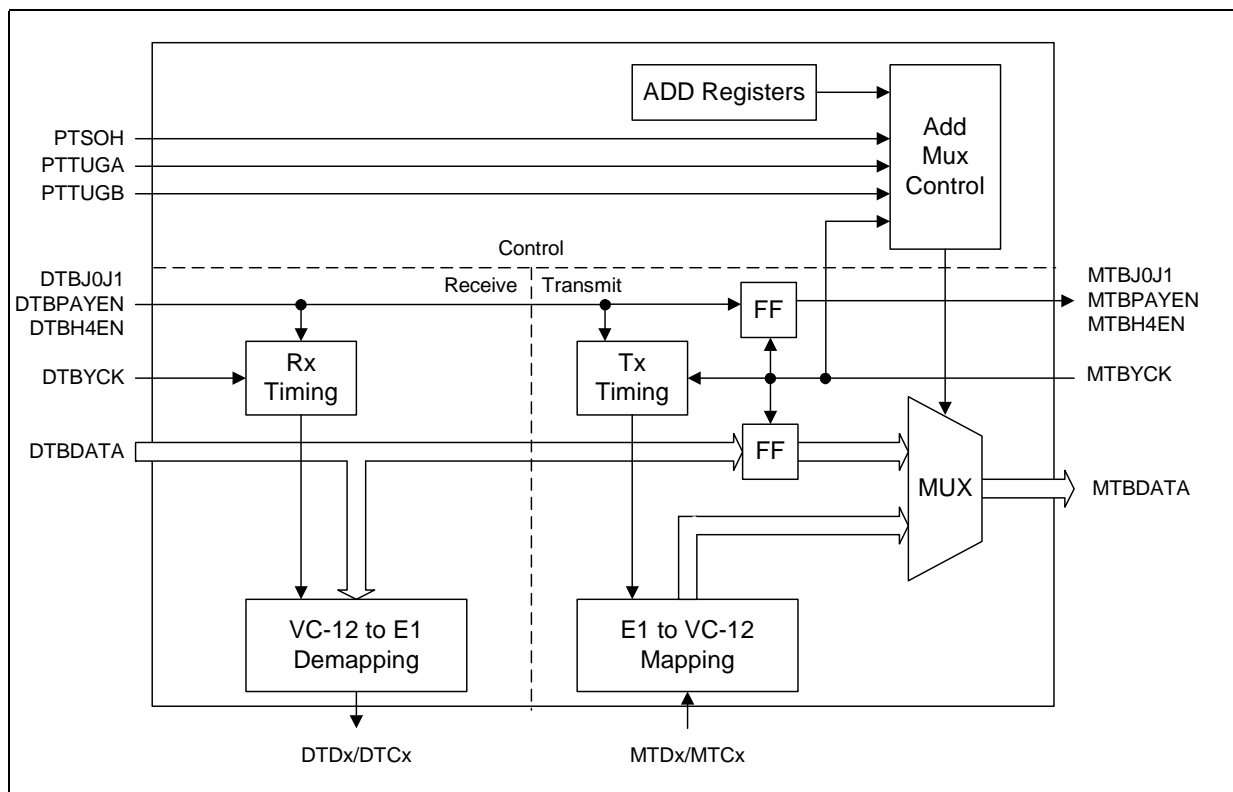 ADD Registers
Add
Mux
Control
PTSOH
PTTUGA
PTTUGB
Control
Receive
Transmit
DTBJ0J1
DTBPAYEN
DTBH4EN
FF
MTBJ0J1
MTBPAYEN
MTBH4EN
DTBYCK
Rx
Timing
Tx
Timing
MTBYCK
DTBDATA
FF
MUX
MTBDATA
VC-12 to E1
Demapping
E1 to VC-12
Mapping
DTDx/DTCx
MTDx/MTCx